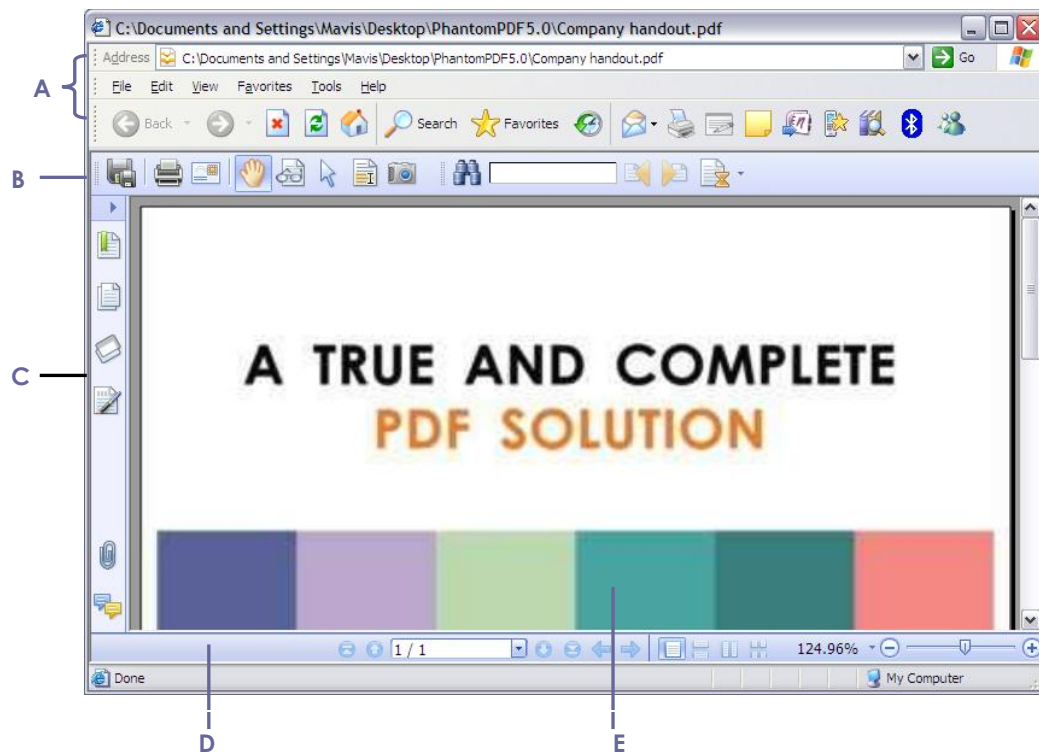 C:\Documents and Settings\Mavis\Desktop\PhantomPDF5.0\Company handout.pdf
Address C:\Documents and Settings\Mavis\Desktop\PhantomPDF5.0\Company handout.pdf Go
A
File Edit View Favorites Tools Help
Back Search Favorites
B
C
A TRUE AND COMPLETE
PDF SOLUTION
1 / 1 124.96%
Done My Computer
D E